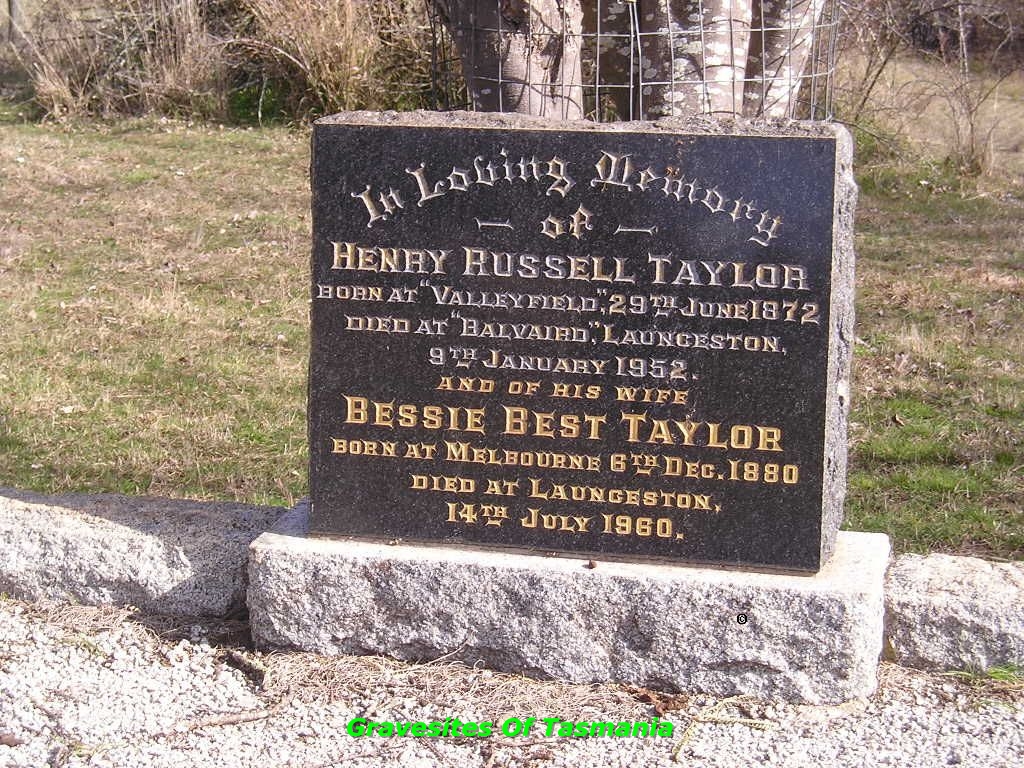 In Loving Memory
— of —
HENRY RUSSELL TAYLOR
BORN AT "VALLEYFIELD", 29TH JUNE 1872
DIED AT "BALVAIRD", LAUNCESTON,
9TH JANUARY 1952.
AND OF HIS WIFE
BESSIE BEST TAYLOR
BORN AT MELBOURNE 6TH DEC. 1880
DIED AT LAUNCESTON,
14TH JULY 1960.
Gravesites Of Tasmania